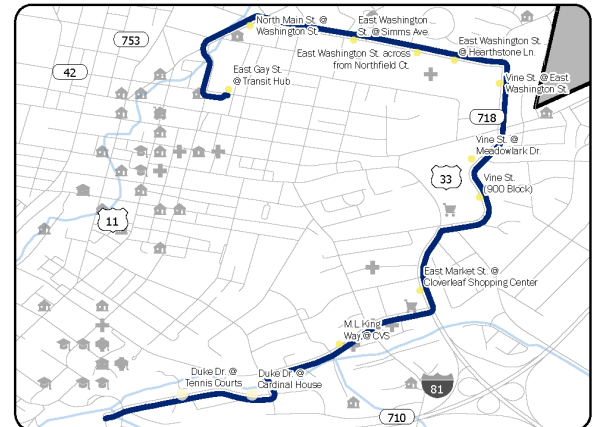 North Main St. @
Washington St.
East Washington
St. @ Simms Ave.
753
East Washington St. across
from Northfield Ct.
East Washington St.
@ Hearthstone Ln.
42
East Gay St.
@ Transit Hub
Vine St. @ East
Washington St.
718
Vine St. @
Meadowlark Dr.
33
Vine St.
(900 Block)
11
East Market St. @
Cloverleaf Shopping Center
M.L King
Way @ CVS
Duke Dr. @
Tennis Courts
Duke Dr. @
Cardinal House
81
710